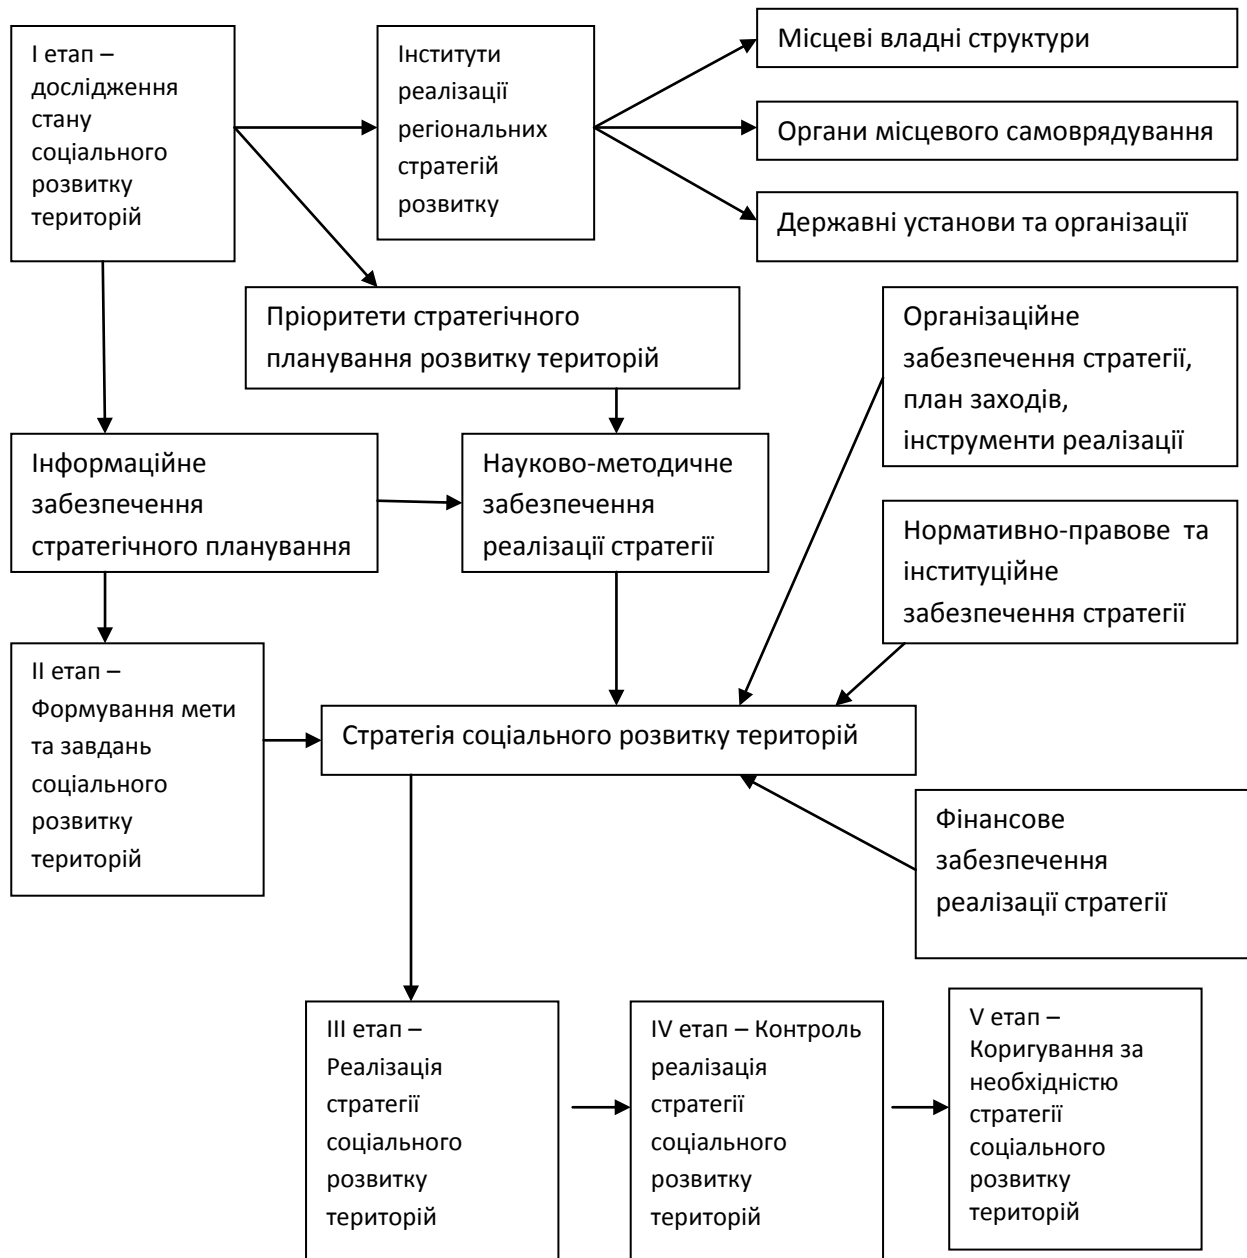 І етап –
дослідження
стану
соціального
розвитку
територій
Інститути
реалізації
регіональних
стратегій
розвитку
Місцеві владні структури
Органи місцевого самоврядування
Державні установи та організації
Пріоритети стратегічного
планування розвитку територій
Організаційне
забезпечення стратегії,
план заходів,
інструменти реалізації
Інформаційне
забезпечення
стратегічного планування
Науково-методичне
забезпечення
реалізації стратегії
Нормативно-правове та
інституційне
забезпечення стратегії
ІІ етап –
Формування мети
та завдань
соціального
розвитку
територій
Стратегія соціального розвитку територій
Фінансове
забезпечення
реалізації стратегії
ІІІ етап –
Реалізація
стратегії
соціального
розвитку
територій
IV етап – Контроль
реалізація
стратегії
соціального
розвитку
територій
V етап –
Коригування за
необхідністю
стратегії
соціального
розвитку
територій